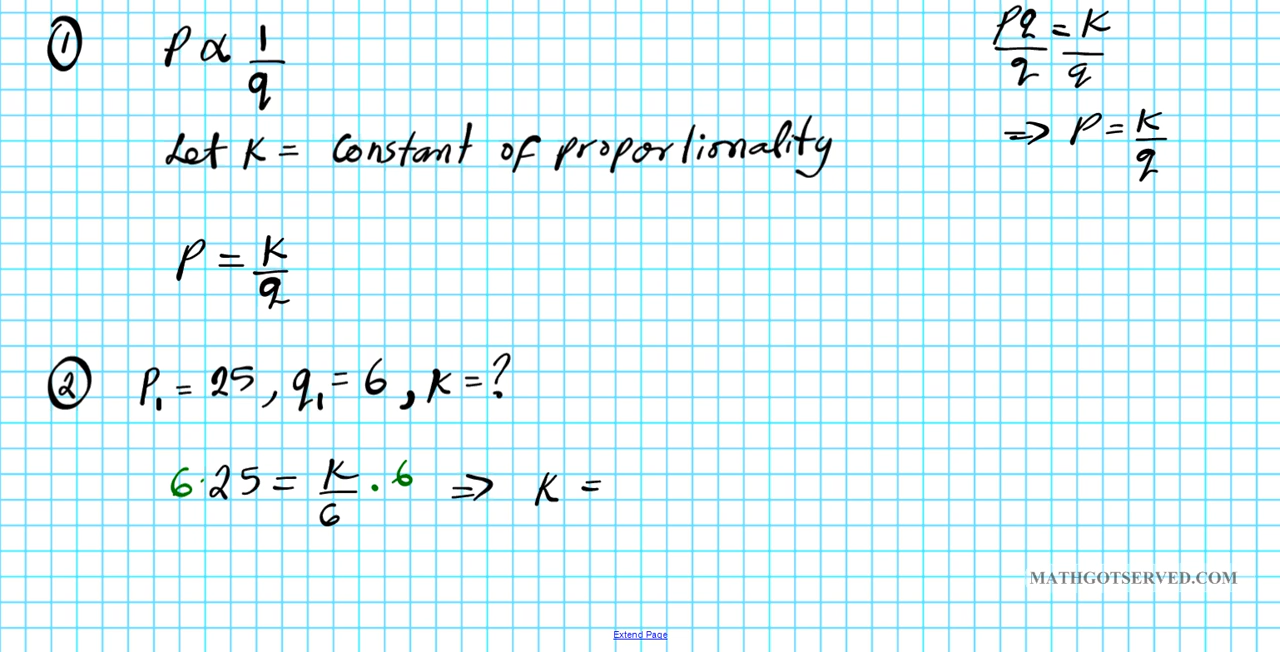 ① P ∝ 1/q
Let K = Constant of proportionality
P = K/q
② P₁ = 25, q₁ = 6, K = ?
6·25 = K/6 · 6 ⇒ K =
pq/q = K/q
⇒ P = K/q
MATHGOTSERVED.COM
Extend Page